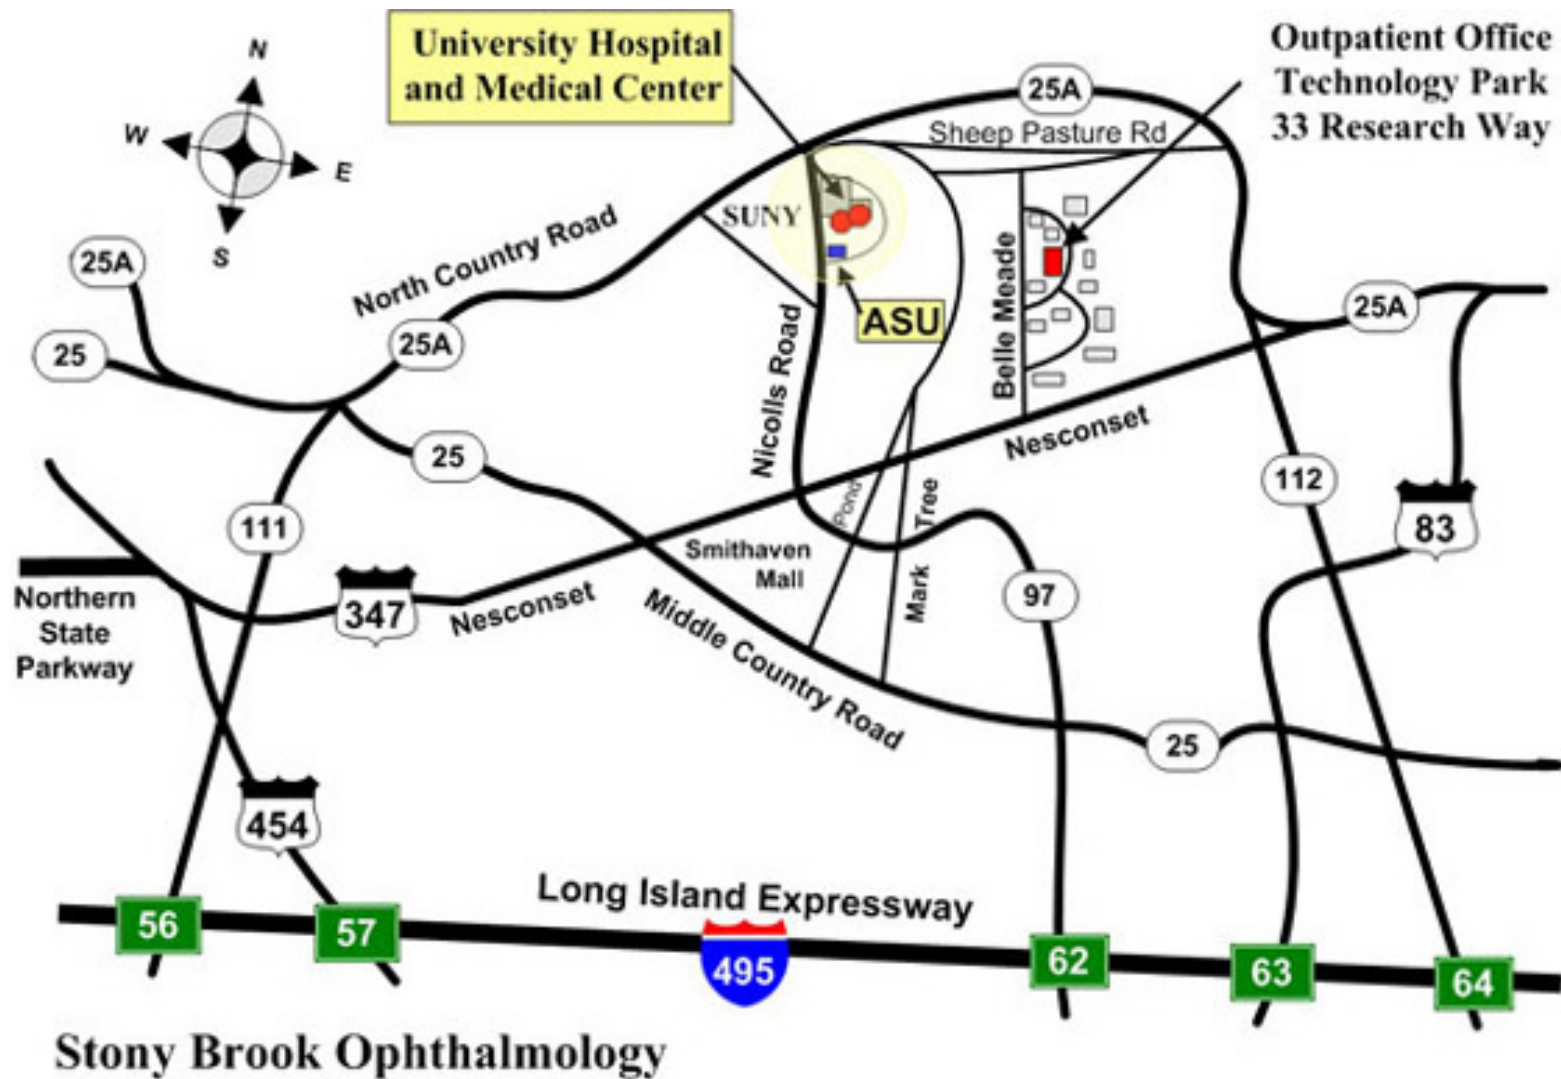 N
W
E
S
University Hospital
and Medical Center
Outpatient Office
Technology Park
33 Research Way
25A
Sheep Pasture Rd
SUNY
North Country Road
25A
25
25A
ASU
Nicolls Road
Belle Meade
25A
Nesconset
25
111
Pond
Mark Tree
112
83
Smithaven
Mall
Northern
State
Parkway
347
Nesconset
97
Middle Country Road
25
454
Long Island Expressway
56
57
495
62
63
64
Stony Brook Ophthalmology